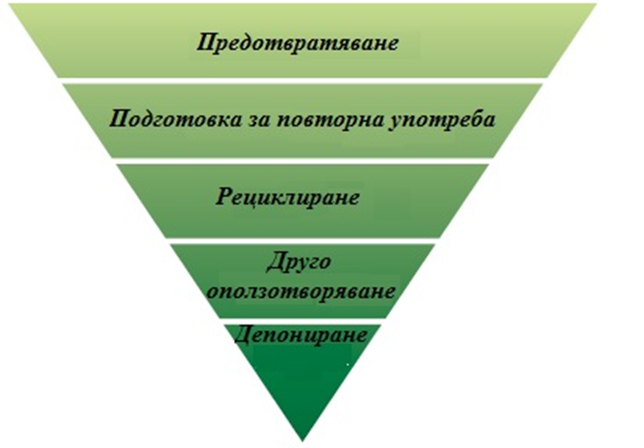 Предотвратяване
Подготовка за повторна употреба
Рециклиране
Друго
оползотворяване
Депониране